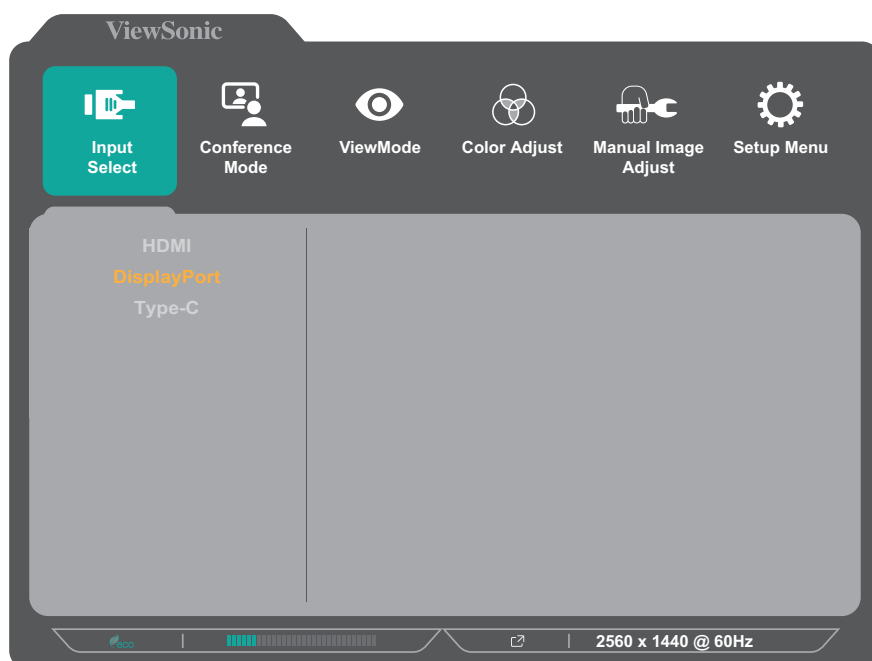 ViewSonic
Input
Select
Conference
Mode
ViewMode
Color Adjust
Manual Image
Adjust
Setup Menu
HDMI
DisplayPort
Type-C
eco
2560 x 1440 @ 60Hz